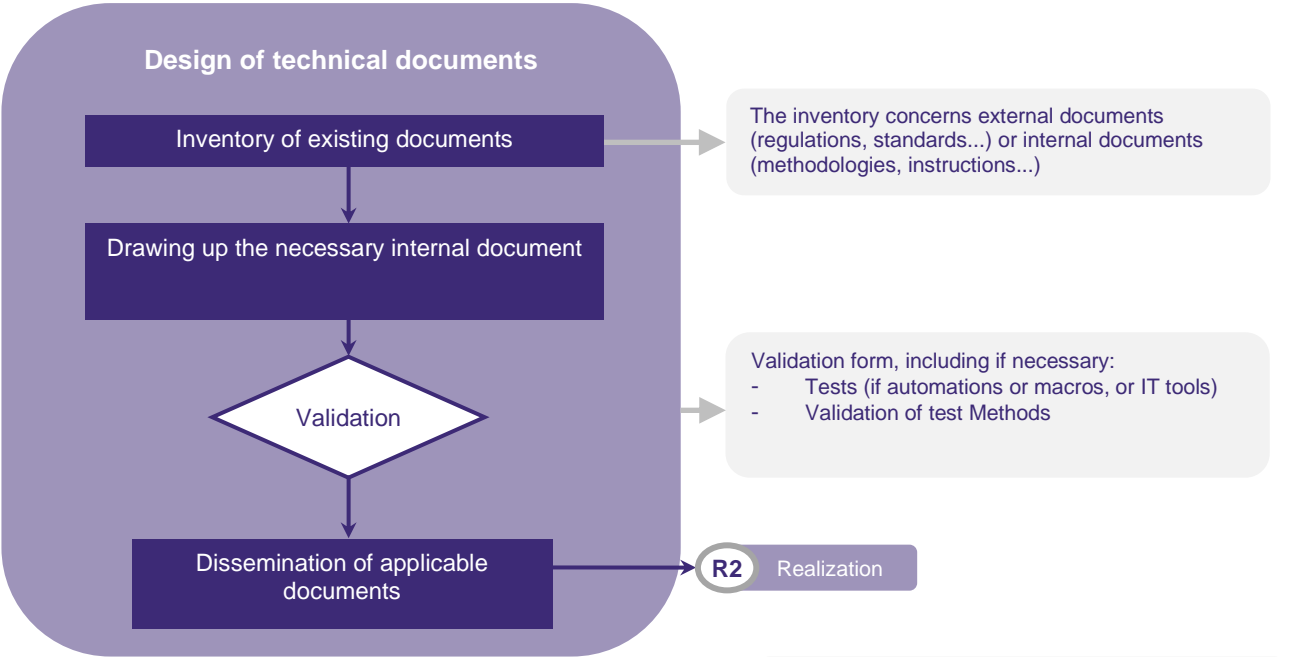 Design of technical documents
Inventory of existing documents
The inventory concerns external documents
(regulations, standards...) or internal documents
(methodologies, instructions...)
Drawing up the necessary internal document
Validation
Validation form, including if necessary:
- Tests (if automations or macros, or IT tools)
- Validation of test Methods
Dissemination of applicable
documents
R2 Realization